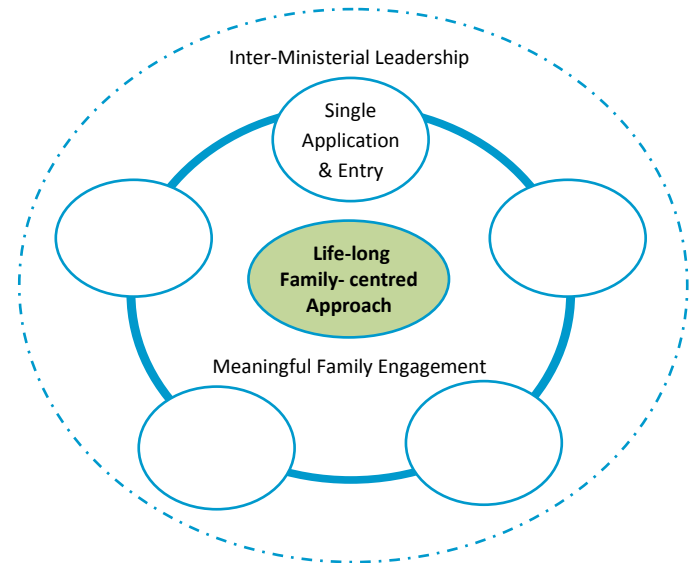 Inter-Ministerial Leadership
Single
Application
& Entry
Life-long
Family- centred
Approach
Meaningful Family Engagement